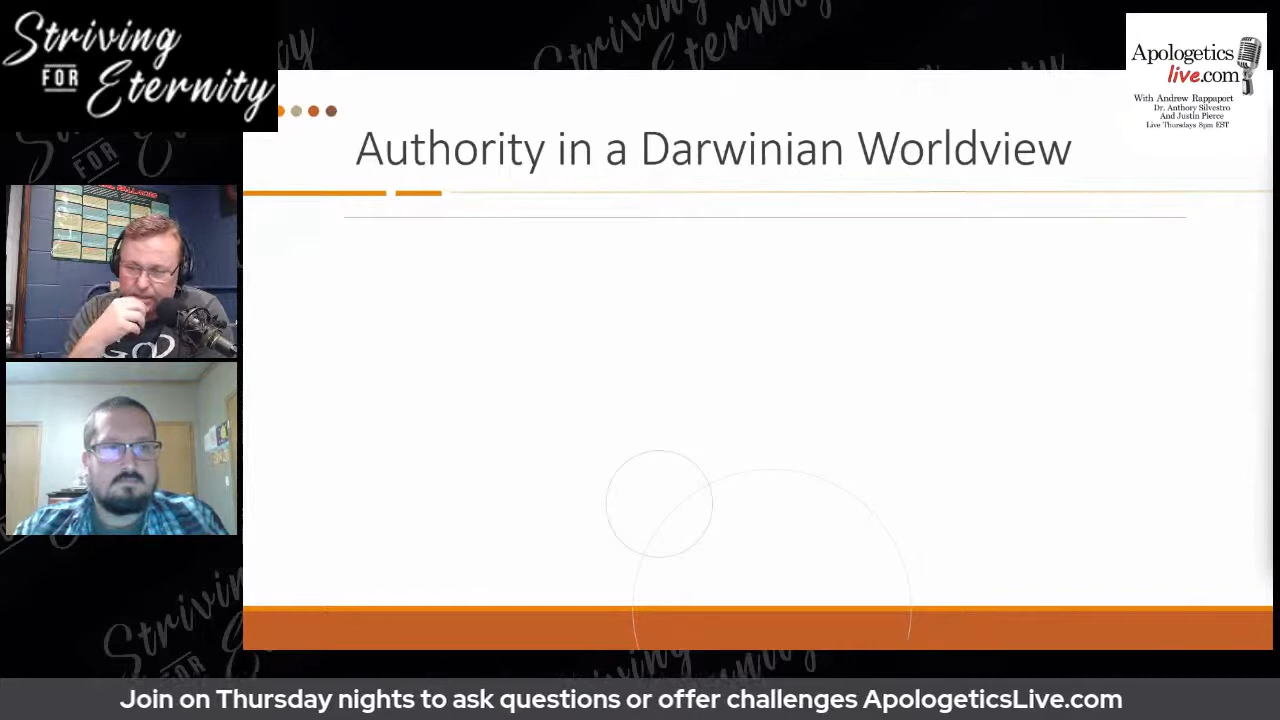 Striving
FOR
Eternity
Apologetics
live.com
With Andrew Rappaport
Dr. Anthony Silvestro
And Justin Pierce
Live Thursdays 8pm EST
Authority in a Darwinian Worldview
GOD
Join on Thursday nights to ask questions or offer challenges ApologeticsLive.com